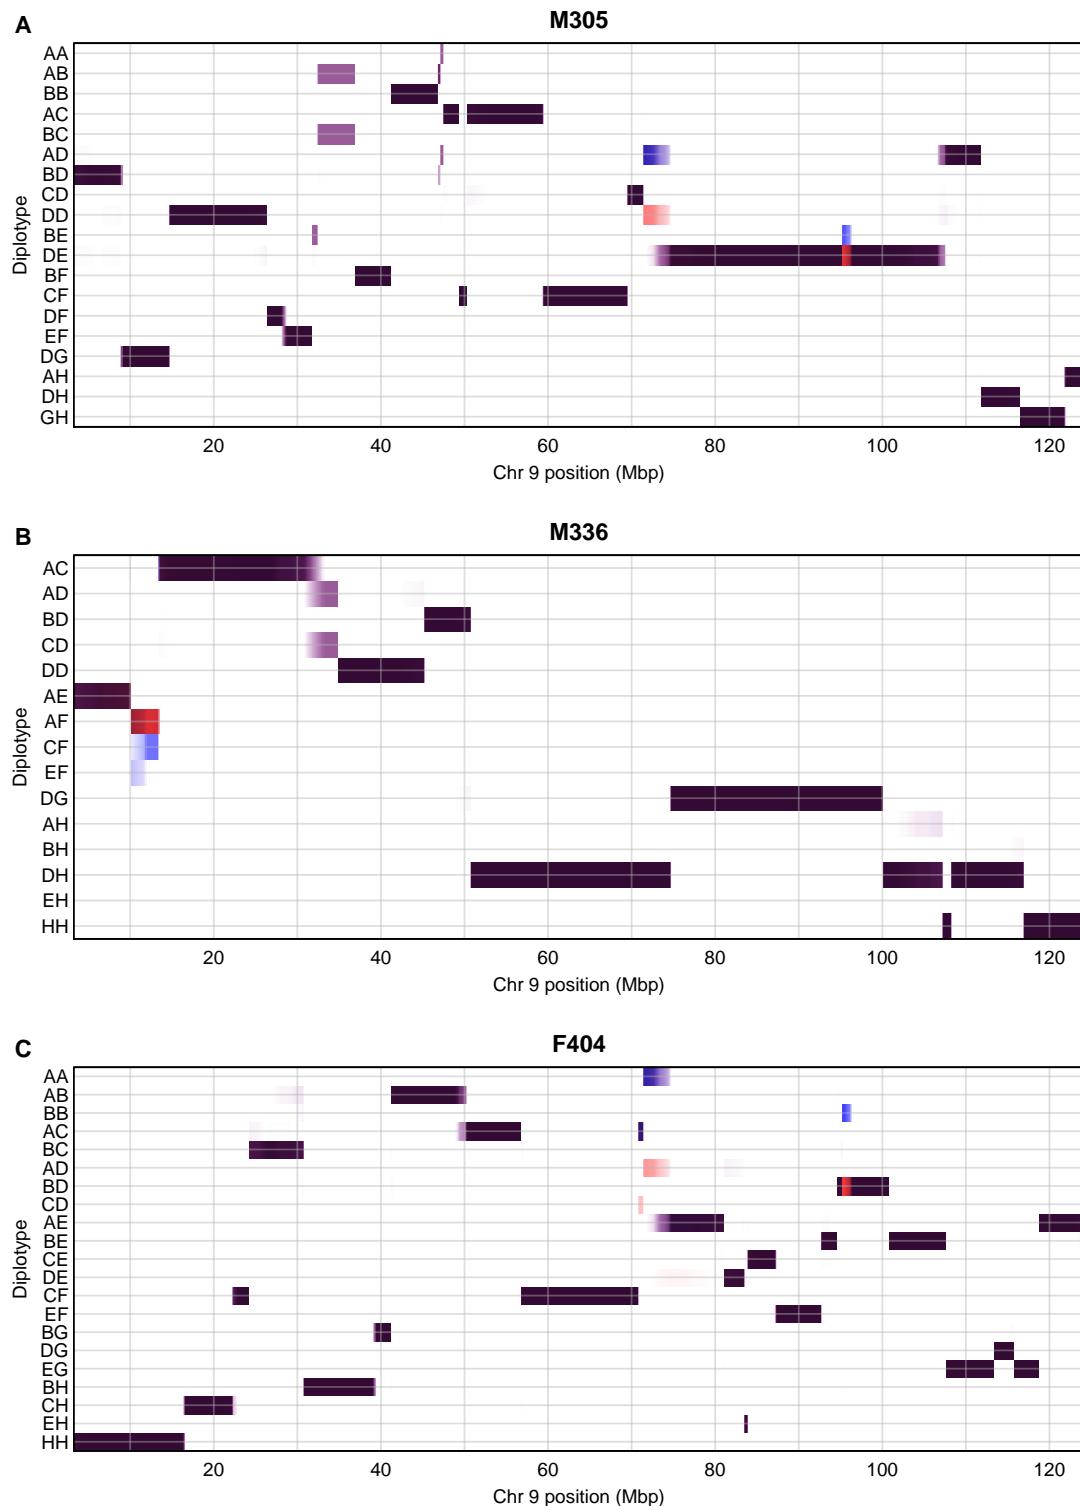 A
M305
AA
AB
BB
AC
BC
AD
BD
CD
DD
BE
DE
BF
CF
DF
EF
DG
AH
DH
GH
Diplotype
20 40 60 80 100 120
Chr 9 position (Mbp)
B
M336
AC
AD
BD
CD
DD
AE
AF
CF
EF
DG
AH
BH
DH
EH
HH
Diplotype
20 40 60 80 100 120
Chr 9 position (Mbp)
C
F404
AA
AB
BB
AC
BC
AD
BD
CD
AE
BE
CE
DE
CF
EF
BG
DG
EG
BH
CH
EH
HH
Diplotype
20 40 60 80 100 120
Chr 9 position (Mbp)